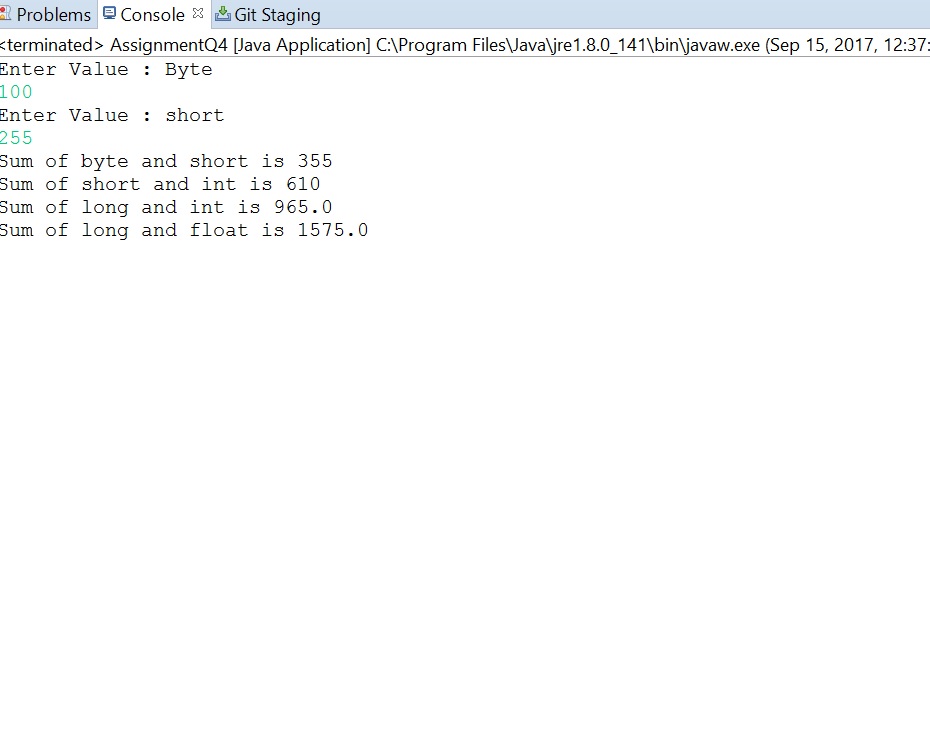 Problems Console Git Staging
<terminated> AssignmentQ4 [Java Application] C:\Program Files\Java\jre1.8.0_141\bin\javaw.exe (Sep 15, 2017, 12:37:
Enter Value : Byte
100
Enter Value : short
255
Sum of byte and short is 355
Sum of short and int is 610
Sum of long and int is 965.0
Sum of long and float is 1575.0